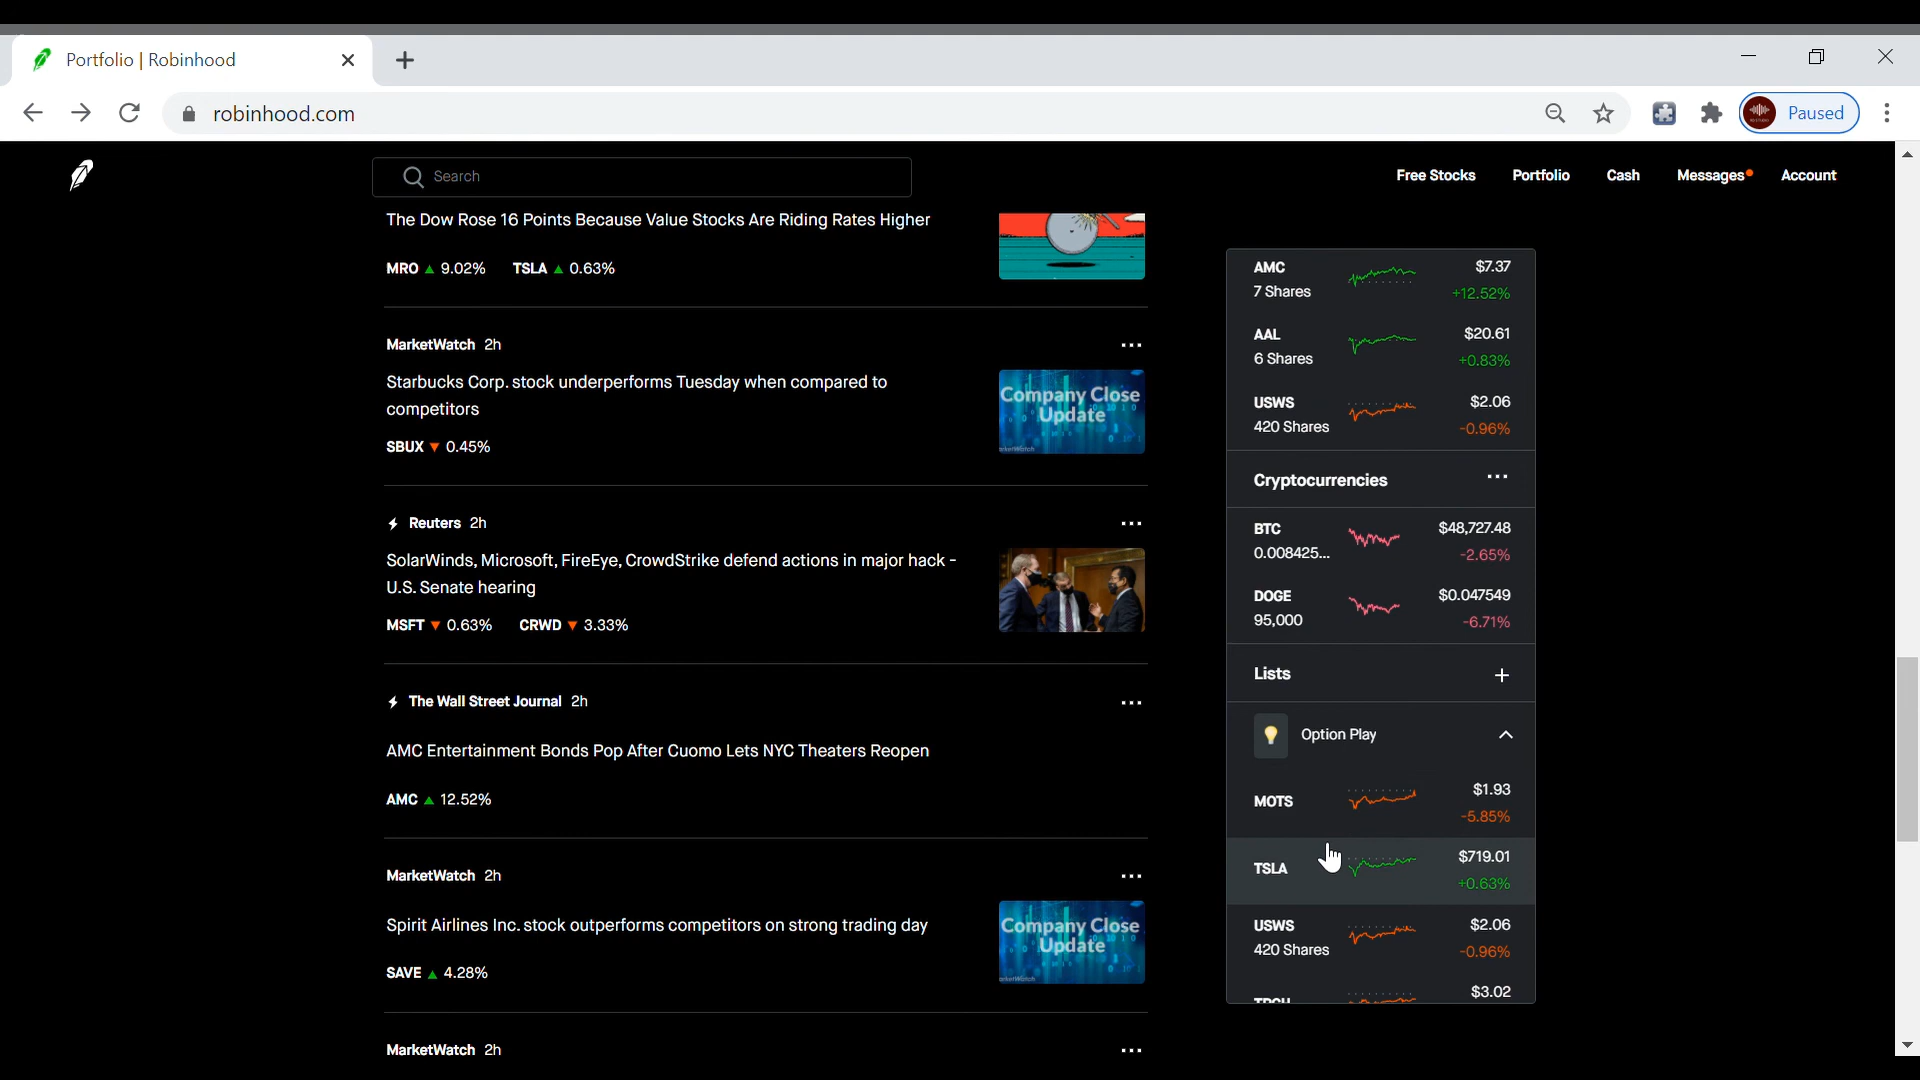 Portfolio | Robinhood
robinhood.com
Paused
Search
Free Stocks Portfolio Cash Messages Account
The Dow Rose 16 Points Because Value Stocks Are Riding Rates Higher
MRO ▲ 9.02% TSLA ▲ 0.63%
MarketWatch 2h
Starbucks Corp. stock underperforms Tuesday when compared to
competitors
SBUX ▼ 0.45%
Company Close
Update
MarketWatch
Reuters 2h
SolarWinds, Microsoft, FireEye, CrowdStrike defend actions in major hack -
U.S. Senate hearing
MSFT ▼ 0.63% CRWD ▼ 3.33%
The Wall Street Journal 2h
AMC Entertainment Bonds Pop After Cuomo Lets NYC Theaters Reopen
AMC ▲ 12.52%
MarketWatch 2h
Spirit Airlines Inc. stock outperforms competitors on strong trading day
SAVE ▲ 4.28%
Company Close
Update
MarketWatch
MarketWatch 2h
AMC $7.37
7 Shares +12.52%
AAL $20.61
6 Shares +0.83%
USWS $2.06
420 Shares -0.96%
Cryptocurrencies
BTC $48,727.48
0.008425... -2.65%
DOGE $0.047549
95,000 -6.71%
Lists
Option Play
MOTS $1.93
-5.85%
TSLA $719.01
+0.63%
USWS $2.06
420 Shares -0.96%
$3.02